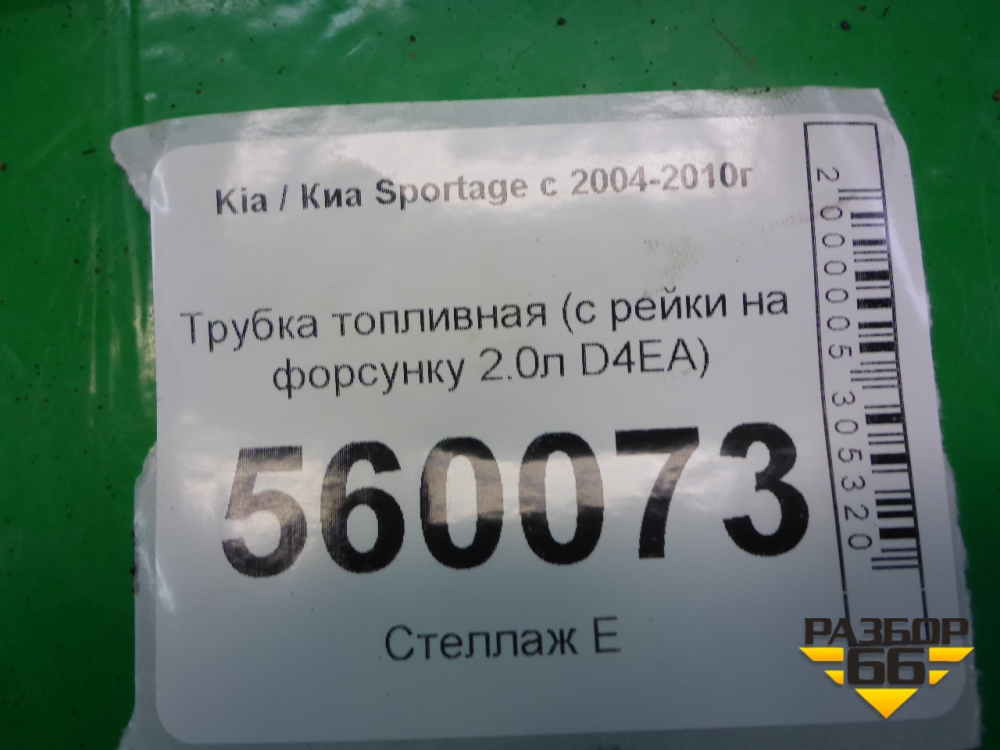 Kia / Киа Sportage с 2004-2010г
Трубка топливная (с рейки на
форсунку 2.0л D4EA)
560073
Стеллаж E
2000005305320
РАЗБОР
66